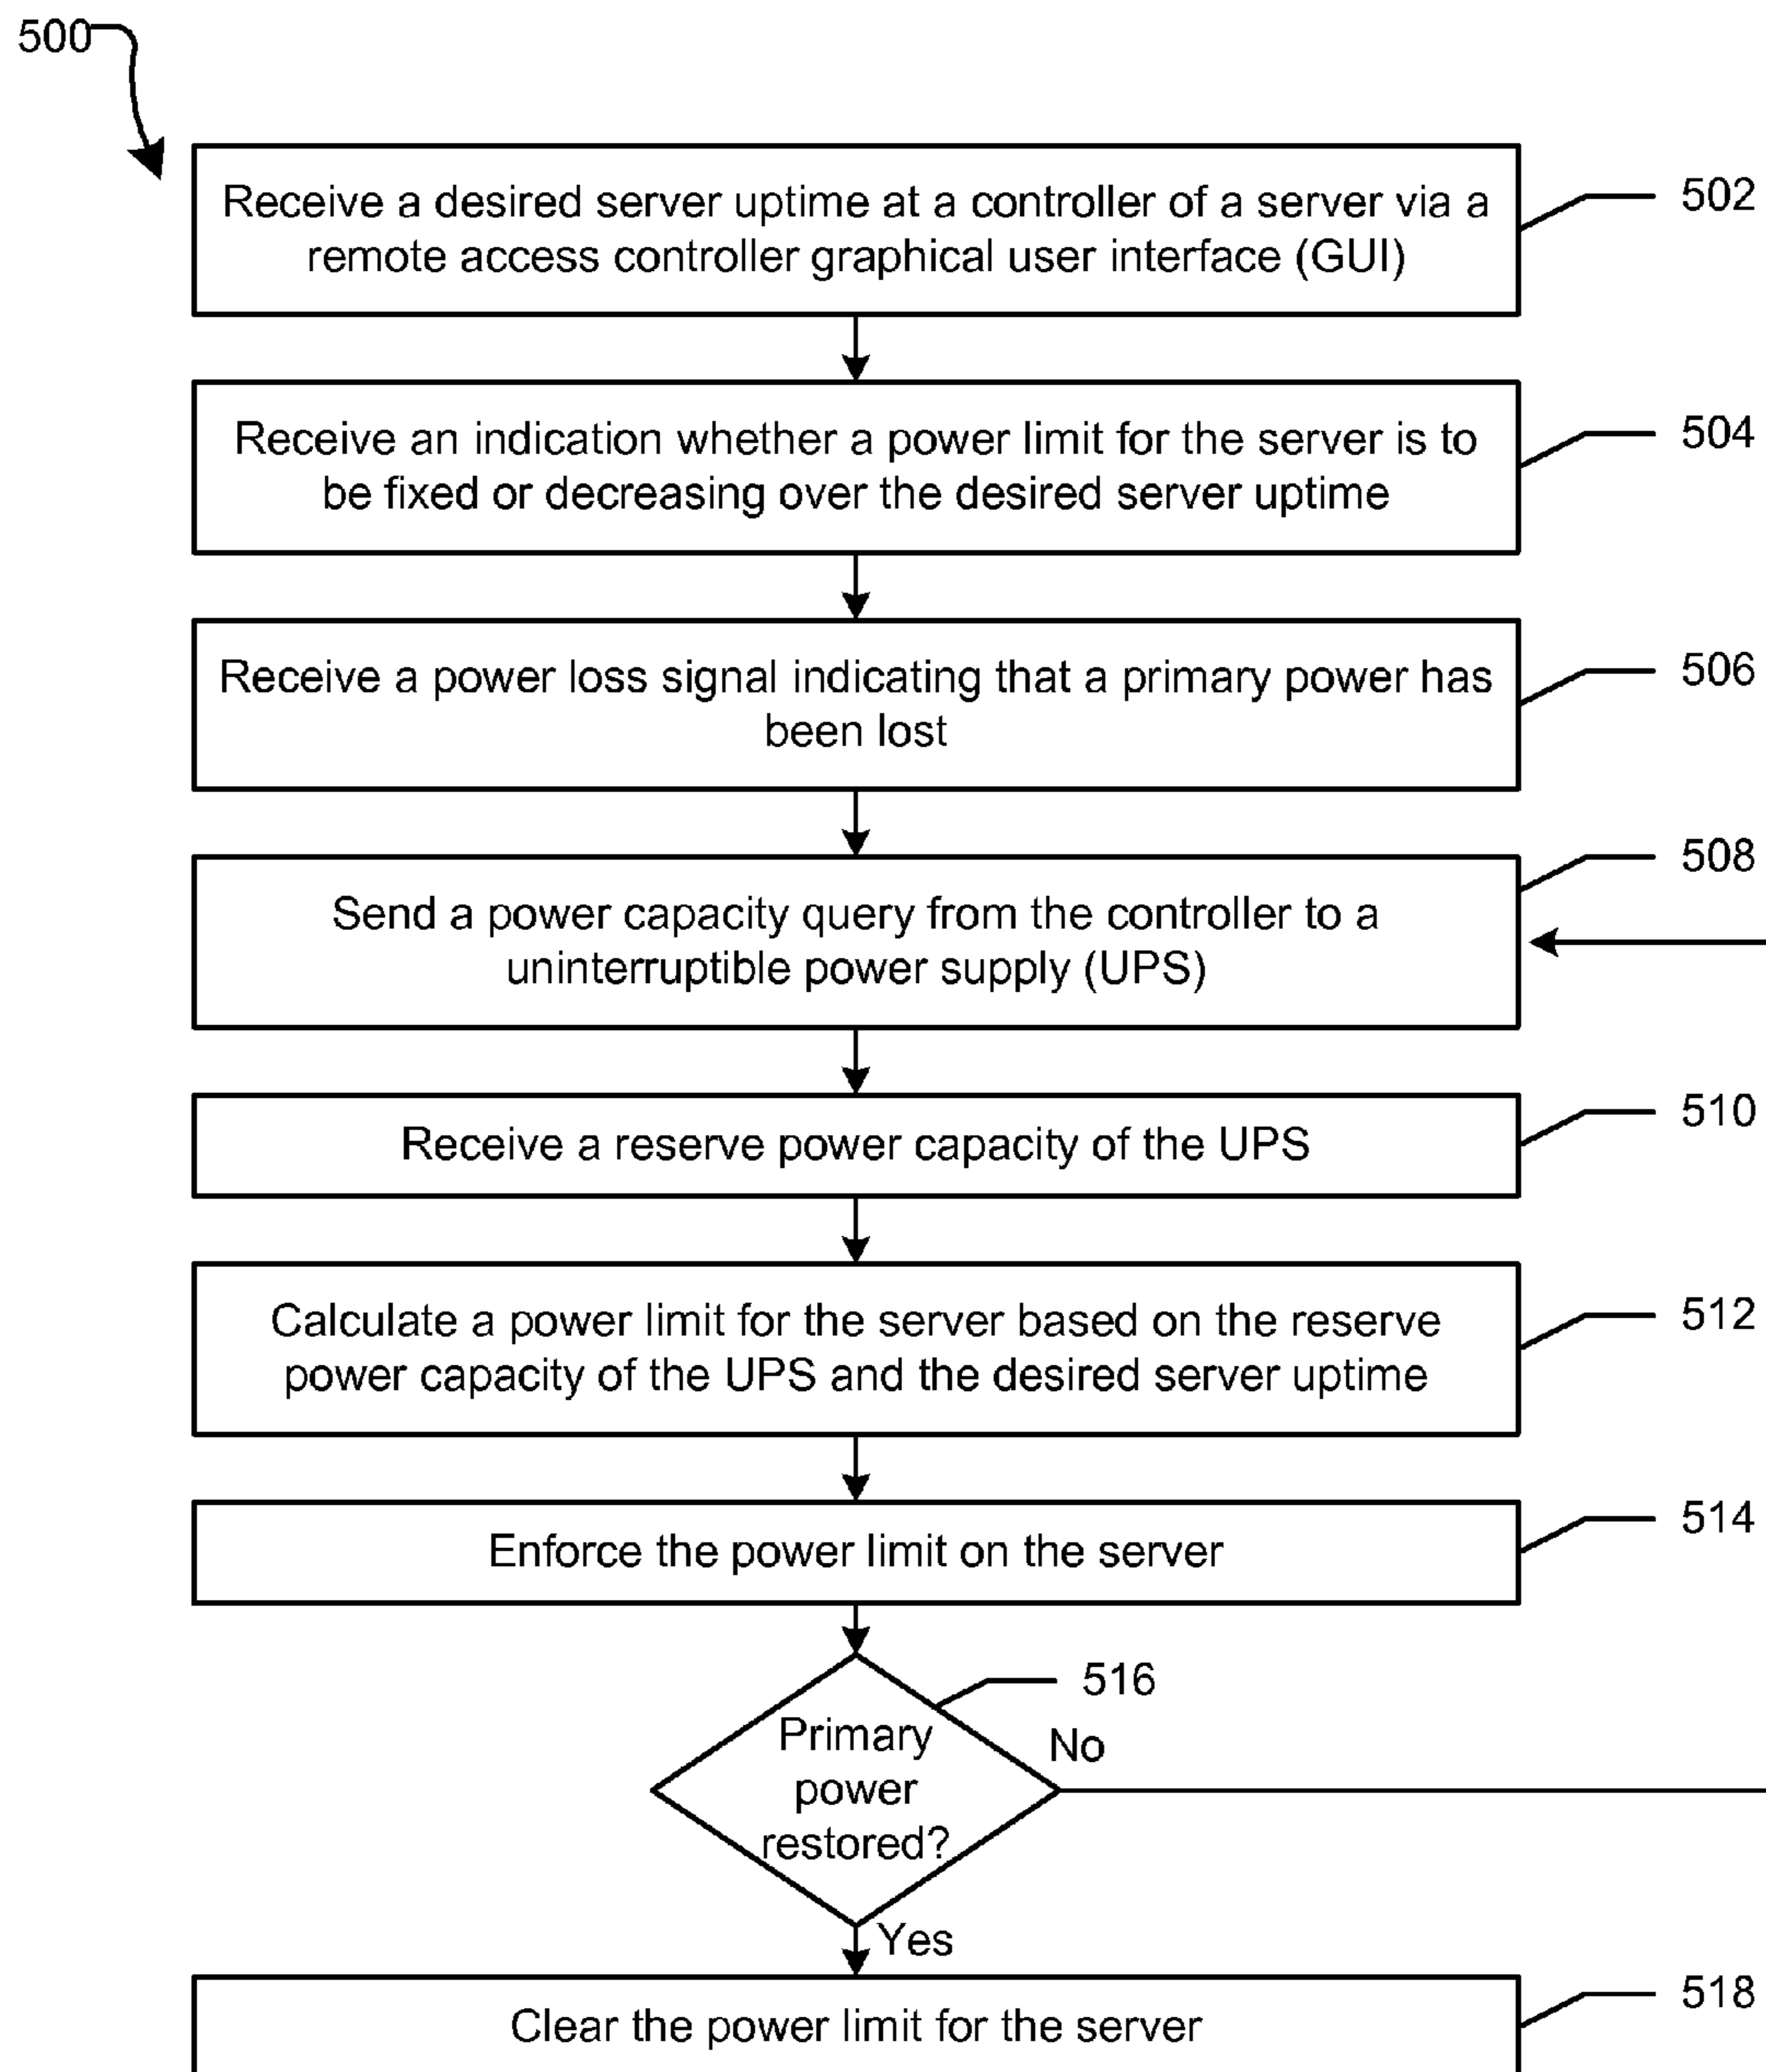 500
Receive a desired server uptime at a controller of a server via a
remote access controller graphical user interface (GUI)
502
Receive an indication whether a power limit for the server is to
be fixed or decreasing over the desired server uptime
504
Receive a power loss signal indicating that a primary power has
been lost
506
Send a power capacity query from the controller to a
uninterruptible power supply (UPS)
508
Receive a reserve power capacity of the UPS
510
Calculate a power limit for the server based on the reserve
power capacity of the UPS and the desired server uptime
512
Enforce the power limit on the server
514
516
Primary
power
restored?
No
Yes
Clear the power limit for the server
518